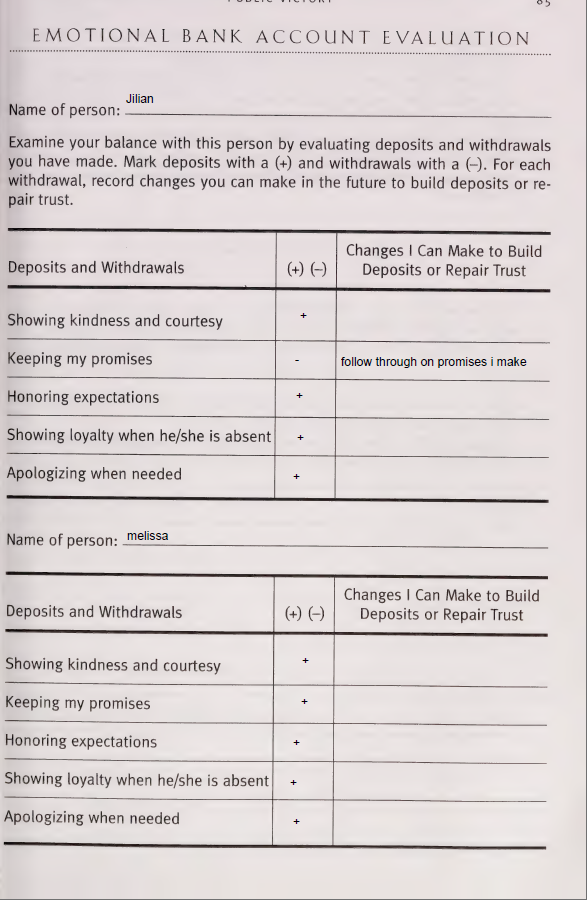 PUBLIC VICTORY 85
EMOTIONAL BANK ACCOUNT EVALUATION
Name of person: Jilian
Examine your balance with this person by evaluating deposits and withdrawals
you have made. Mark deposits with a (+) and withdrawals with a (–). For each
withdrawal, record changes you can make in the future to build deposits or re-
pair trust.
Changes I Can Make to Build
Deposits and Withdrawals (+) (–) Deposits or Repair Trust
Showing kindness and courtesy +
Keeping my promises - follow through on promises i make
Honoring expectations +
Showing loyalty when he/she is absent +
Apologizing when needed +
Name of person: melissa
Changes I Can Make to Build
Deposits and Withdrawals (+) (–) Deposits or Repair Trust
Showing kindness and courtesy +
Keeping my promises +
Honoring expectations +
Showing loyalty when he/she is absent +
Apologizing when needed +